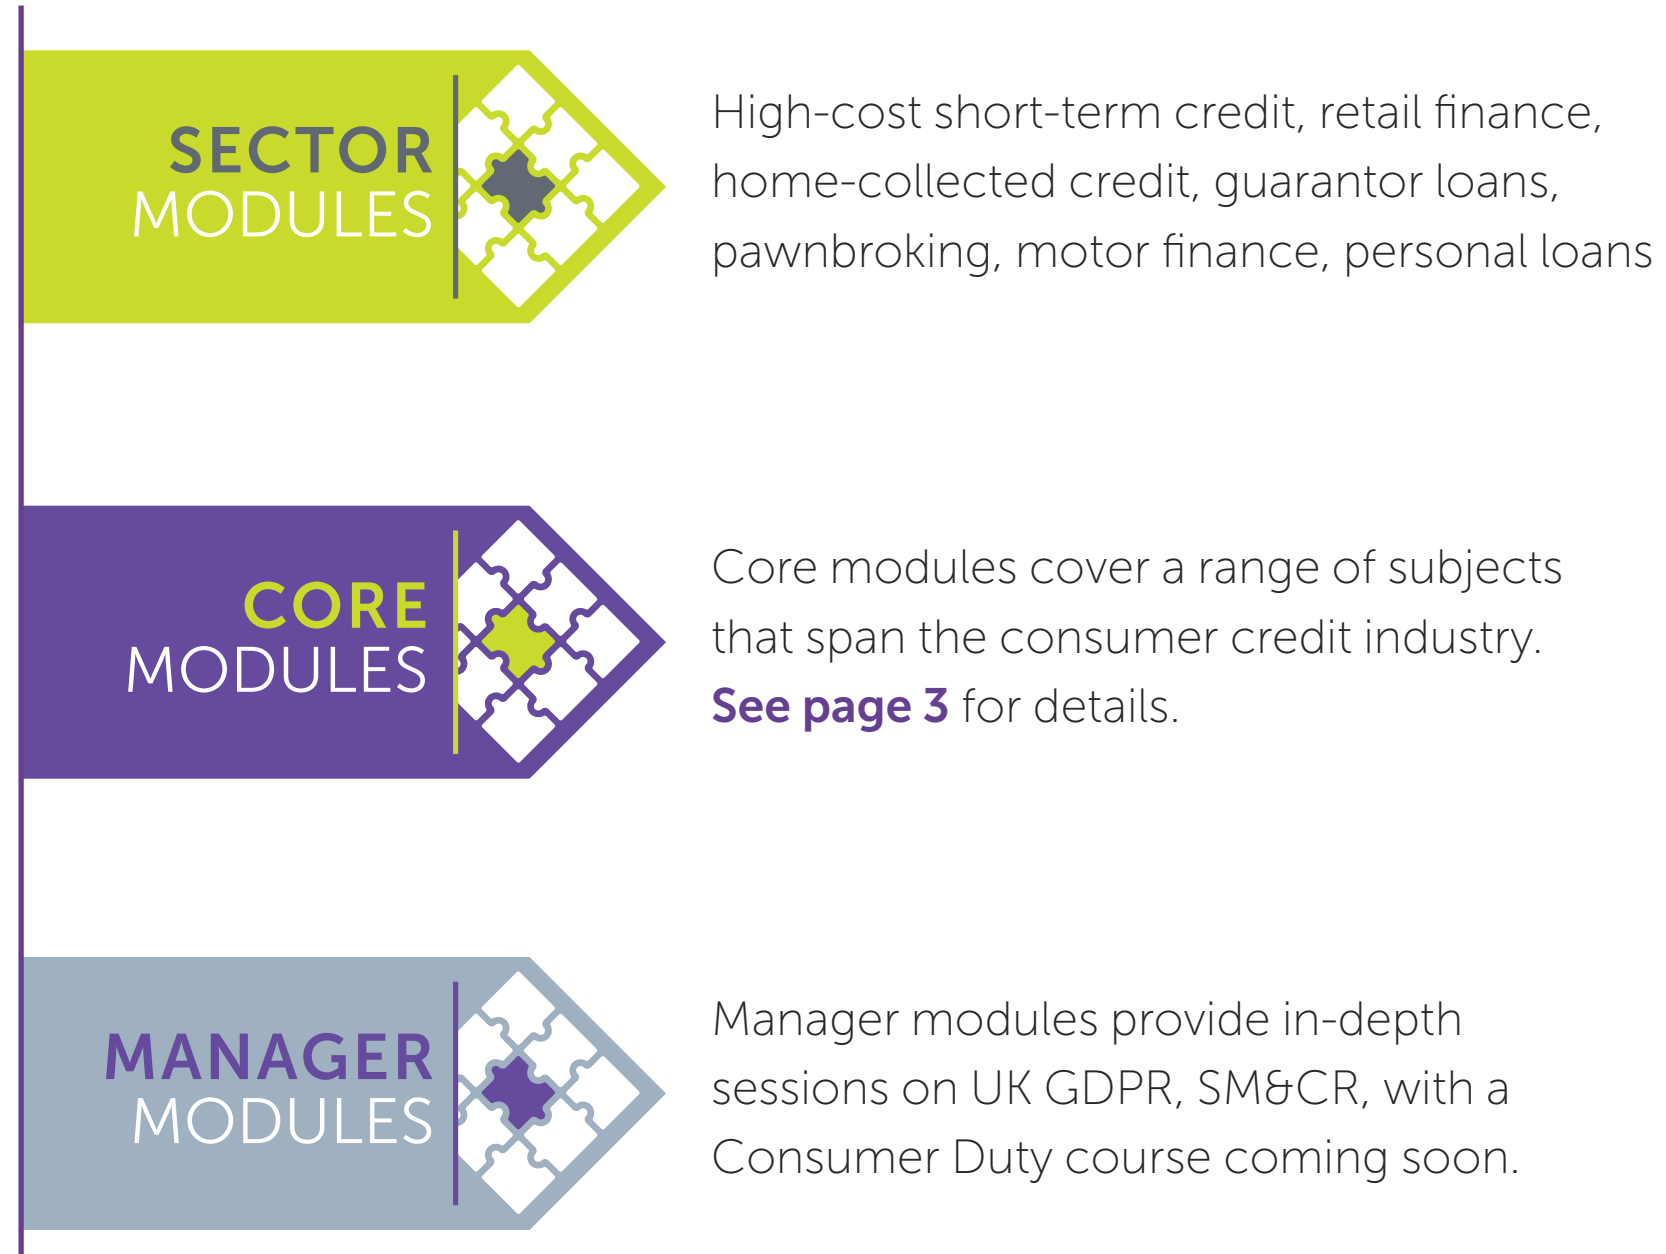 SECTOR
MODULES
High-cost short-term credit, retail finance,
home-collected credit, guarantor loans,
pawnbroking, motor finance, personal loans
CORE
MODULES
Core modules cover a range of subjects
that span the consumer credit industry.
See page 3 for details.
MANAGER
MODULES
Manager modules provide in-depth
sessions on UK GDPR, SM&CR, with a
Consumer Duty course coming soon.